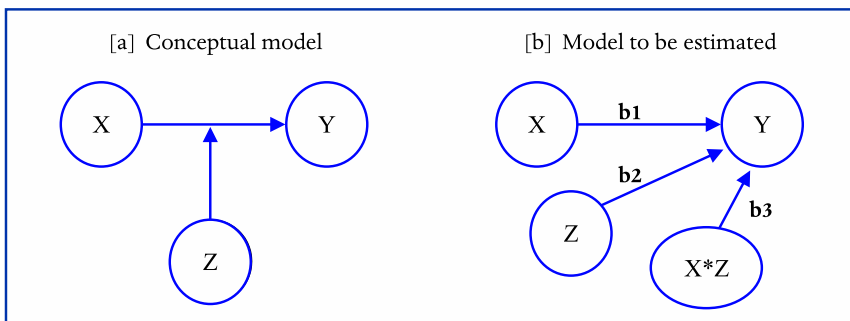 [a] Conceptual model
X
Y
Z
[b] Model to be estimated
X
b1
Y
b2
Z
b3
X*Z